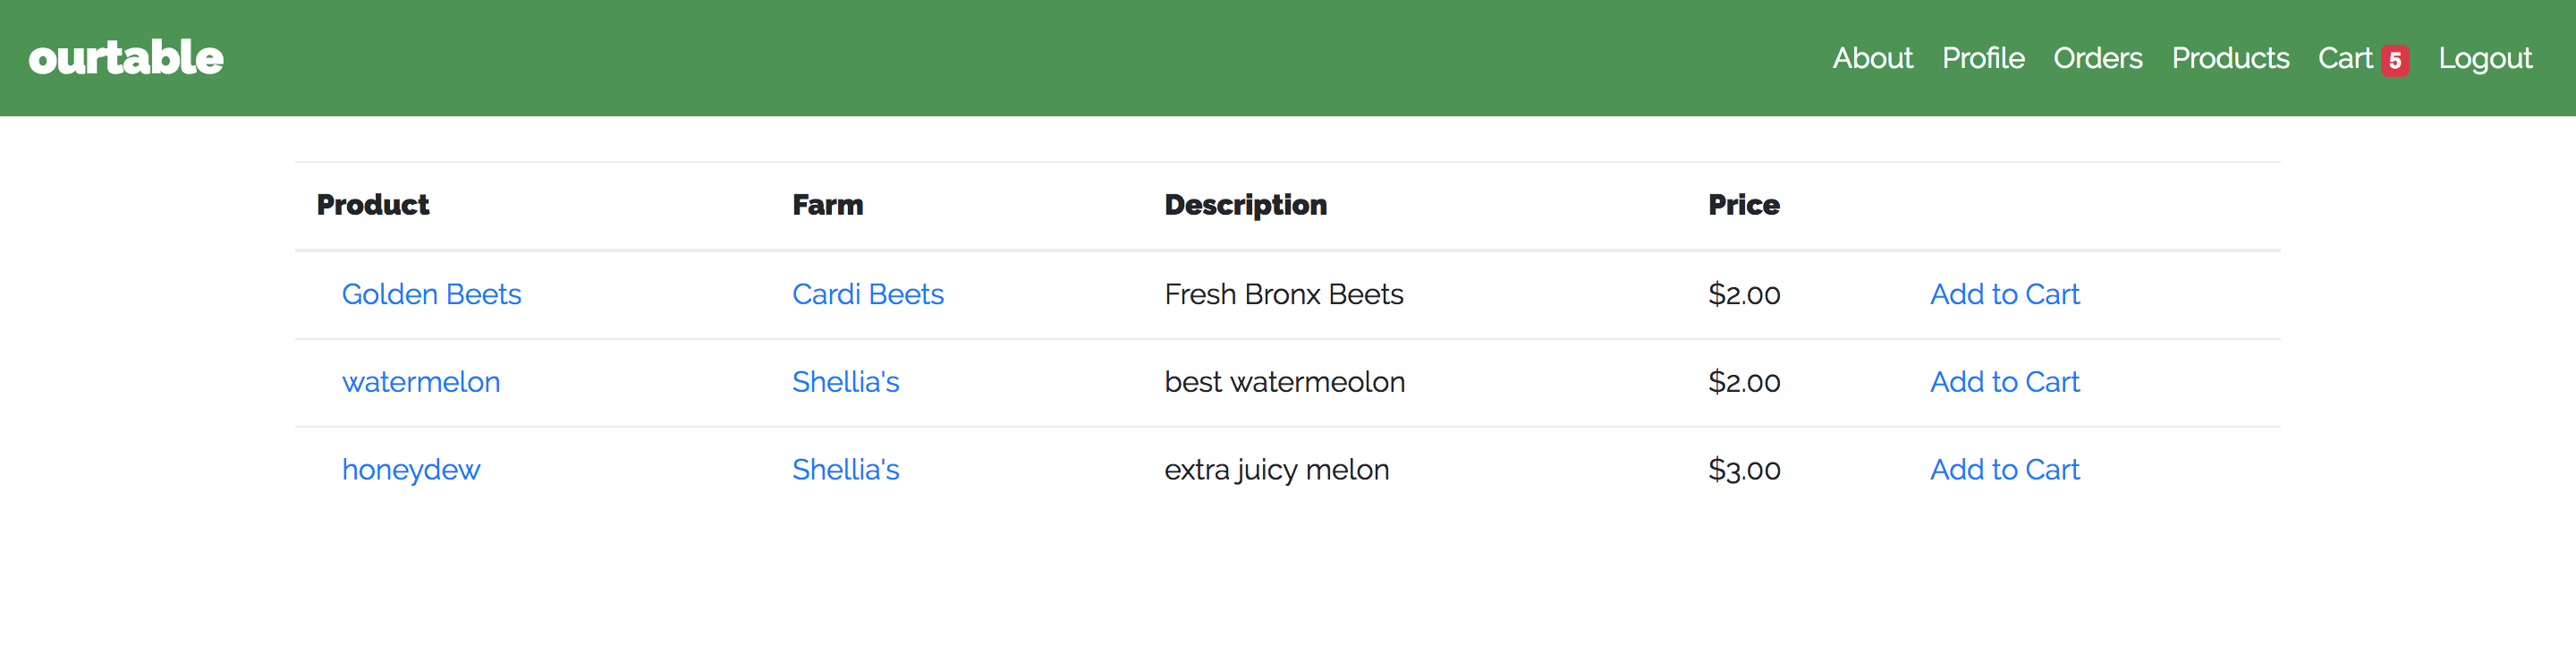 ourtable About Profile Orders Products Cart 5 Logout
Product Farm Description Price
Golden Beets Cardi Beets Fresh Bronx Beets $2.00 Add to Cart
watermelon Shellia's best watermeolon $2.00 Add to Cart
honeydew Shellia's extra juicy melon $3.00 Add to Cart